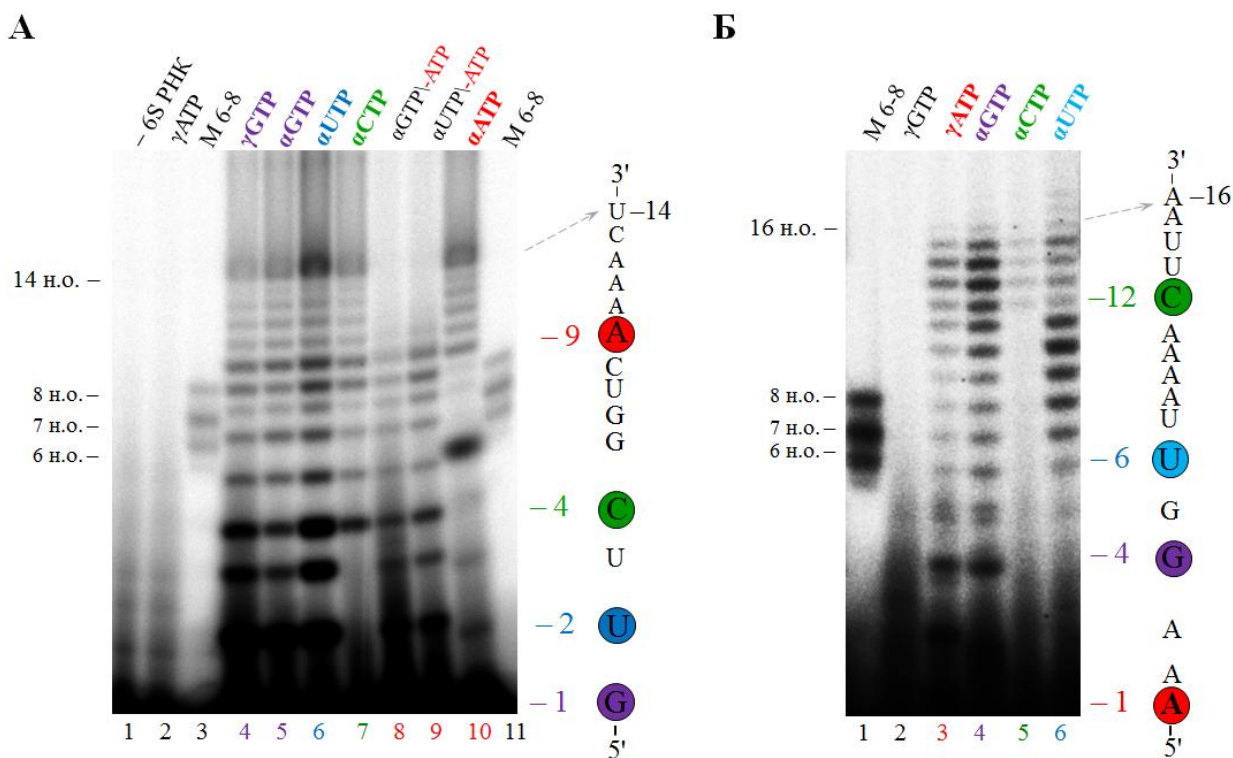 А
– 6S РНК
γATP
M 6-8
γGTP
αGTP
αUTP
αCTP
αGTP\-ATP
αUTP\-ATP
αATP
M 6-8
14 н.о. –
8 н.о. –
7 н.о. –
6 н.о. –
3'
U –14
C
A
A
A
– 9 A
C
U
G
G
– 4 C
U
– 2 U
– 1 G
5'
1 2 3 4 5 6 7 8 9 10 11
Б
M 6-8
γGTP
γATP
αGTP
αCTP
αUTP
16 н.о. –
8 н.о. –
7 н.о. –
6 н.о. –
3'
A –16
A
U
U
–12 C
A
A
A
A
U
– 6 U
G
– 4 G
A
A
– 1 A
5'
1 2 3 4 5 6